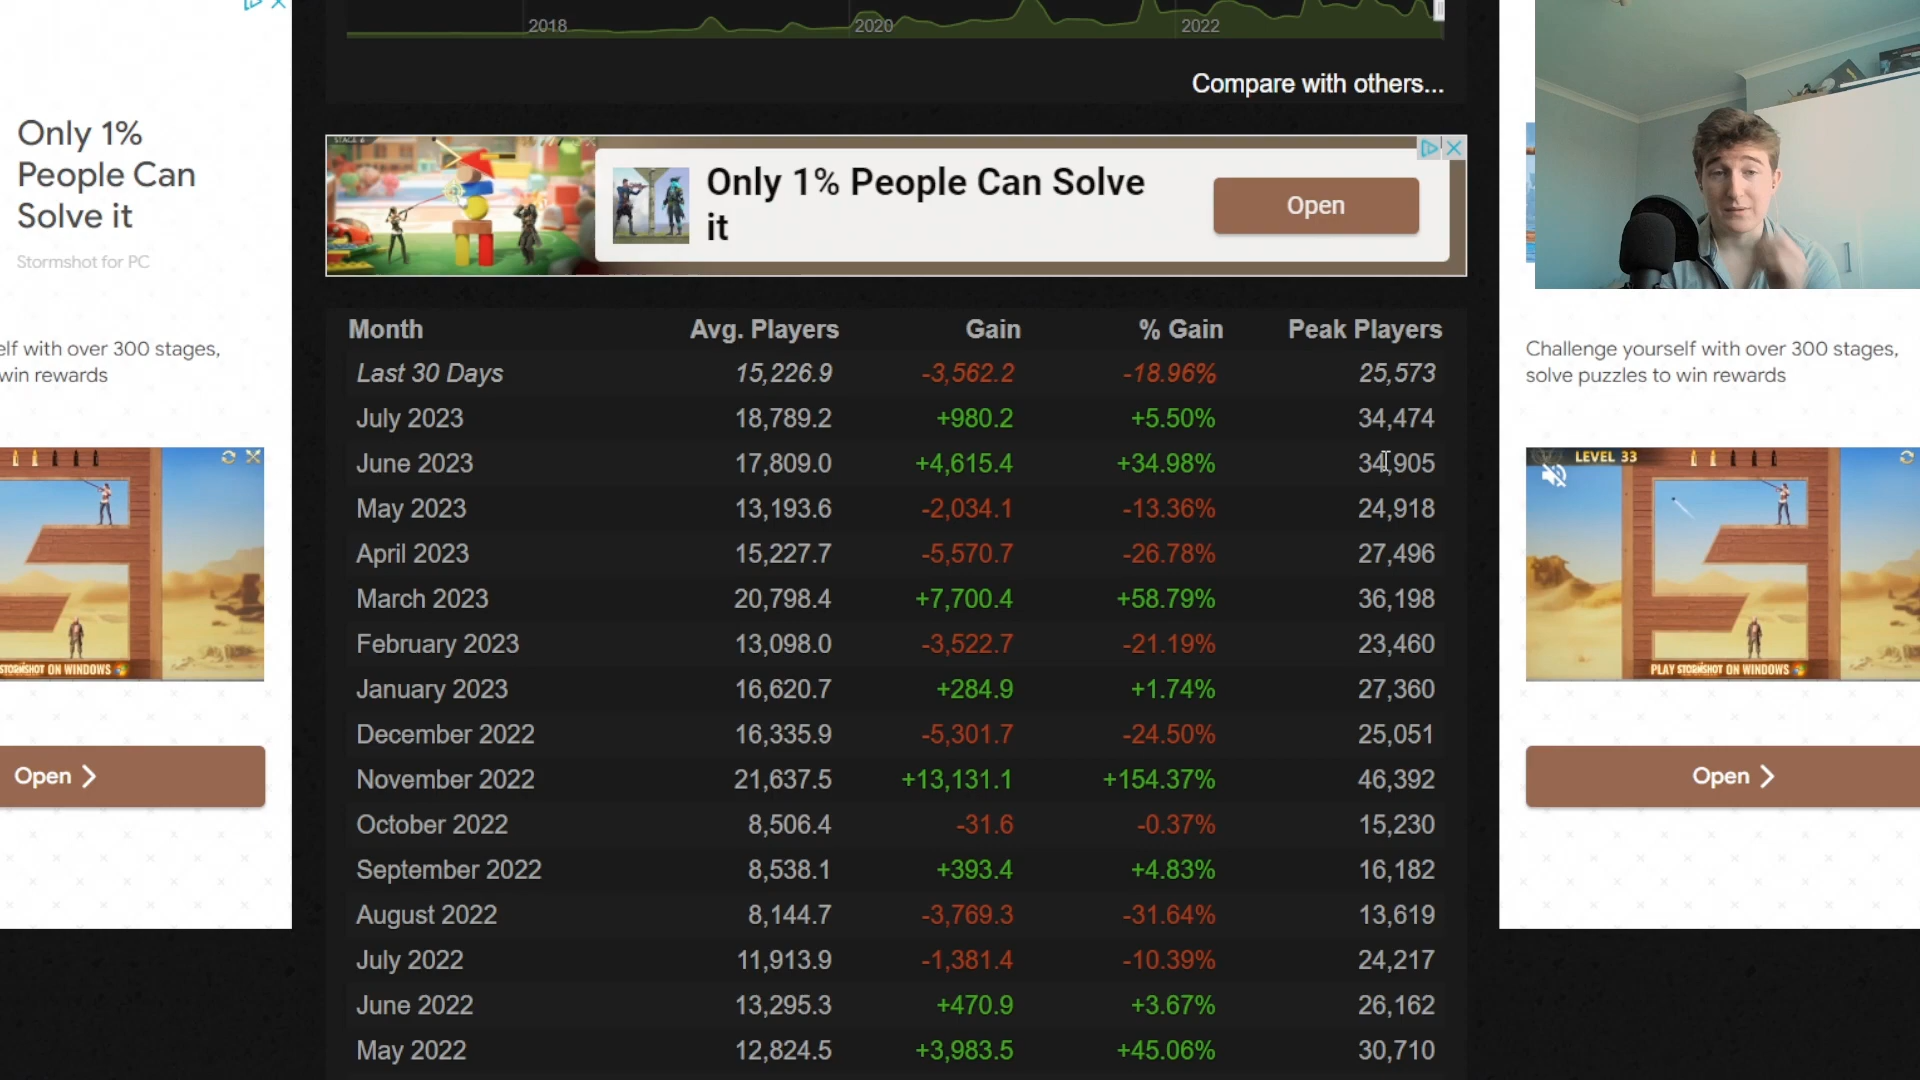 2018 2020 2022
Compare with others...
Only 1%
People Can
Solve it
Stormshot for PC
elf with over 300 stages,
win rewards
STORMSHOT ON WINDOWS
Open
STAGE 6
Only 1% People Can Solve
it
Open
Month Avg. Players Gain % Gain Peak Players
Last 30 Days 15,226.9 -3,562.2 -18.96% 25,573
July 2023 18,789.2 +980.2 +5.50% 34,474
June 2023 17,809.0 +4,615.4 +34.98% 34,905
May 2023 13,193.6 -2,034.1 -13.36% 24,918
April 2023 15,227.7 -5,570.7 -26.78% 27,496
March 2023 20,798.4 +7,700.4 +58.79% 36,198
February 2023 13,098.0 -3,522.7 -21.19% 23,460
January 2023 16,620.7 +284.9 +1.74% 27,360
December 2022 16,335.9 -5,301.7 -24.50% 25,051
November 2022 21,637.5 +13,131.1 +154.37% 46,392
October 2022 8,506.4 -31.6 -0.37% 15,230
September 2022 8,538.1 +393.4 +4.83% 16,182
August 2022 8,144.7 -3,769.3 -31.64% 13,619
July 2022 11,913.9 -1,381.4 -10.39% 24,217
June 2022 13,295.3 +470.9 +3.67% 26,162
May 2022 12,824.5 +3,983.5 +45.06% 30,710
Challenge yourself with over 300 stages,
solve puzzles to win rewards
LEVEL 33
PLAY STORMSHOT ON WINDOWS
Open